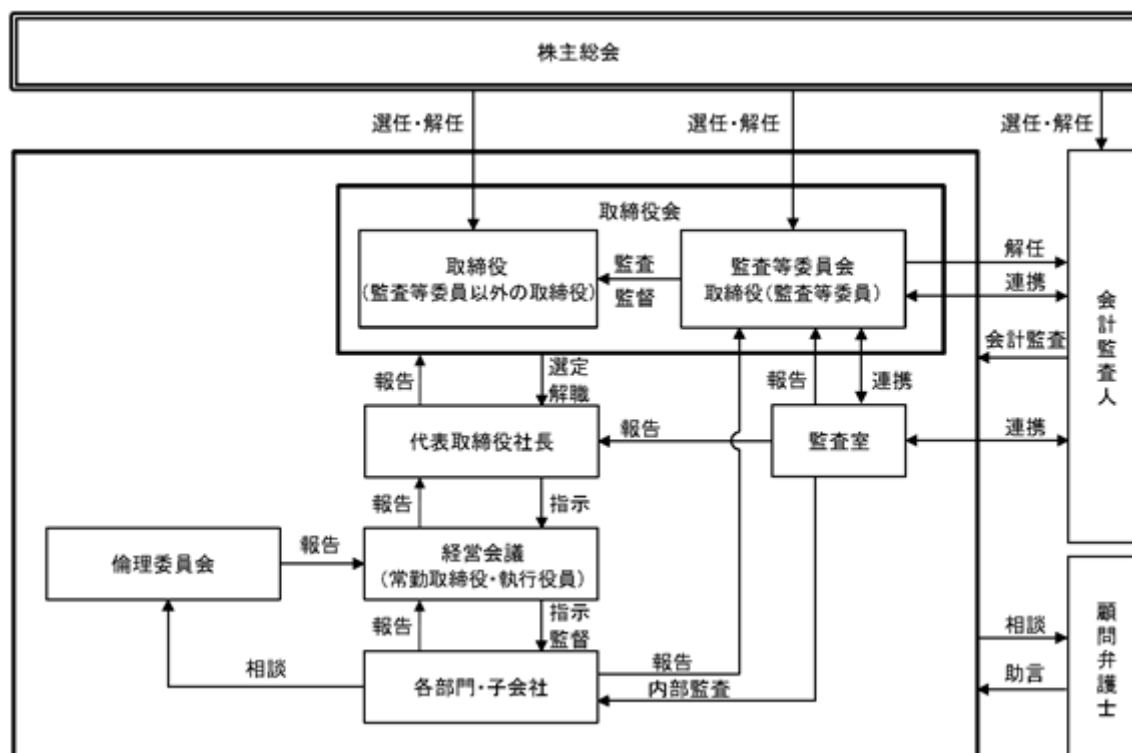 株主総会
選任・解任
選任・解任
選任・解任
取締役会
取締役
(監査等委員以外の取締役)
監査
監督
監査等委員会
取締役(監査等委員)
解任
連携
会計監査
会計監査人
報告
選定
解職
報告
連携
代表取締役社長
報告
監査室
連携
報告
指示
倫理委員会
報告
経営会議
(常勤取締役・執行役員)
報告
指示
監督
相談
各部門・子会社
報告
内部監査
相談
助言
顧問弁護士